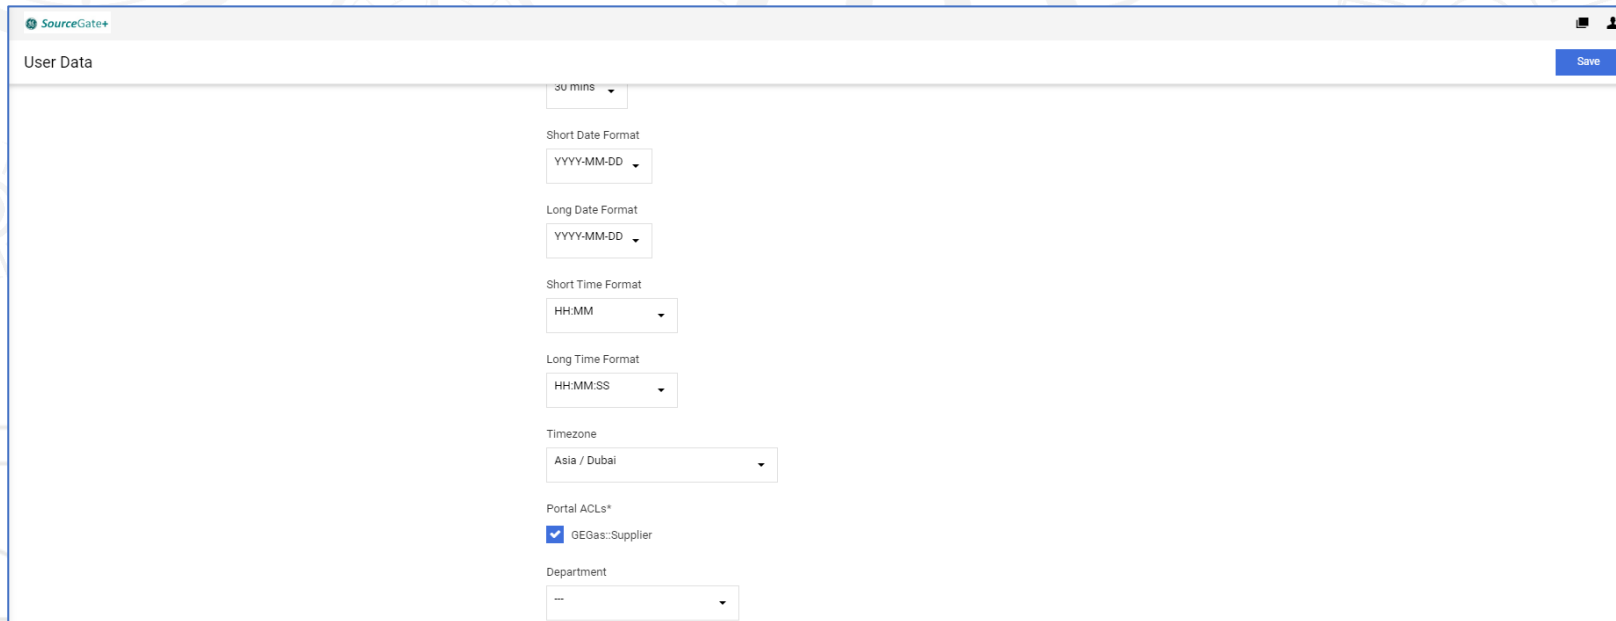 SourceGate+
User Data
Save
30 mins
Short Date Format
YYYY-MM-DD
Long Date Format
YYYY-MM-DD
Short Time Format
HH:MM
Long Time Format
HH:MM:SS
Timezone
Asia / Dubai
Portal ACLs*
GEGas::Supplier
Department
---